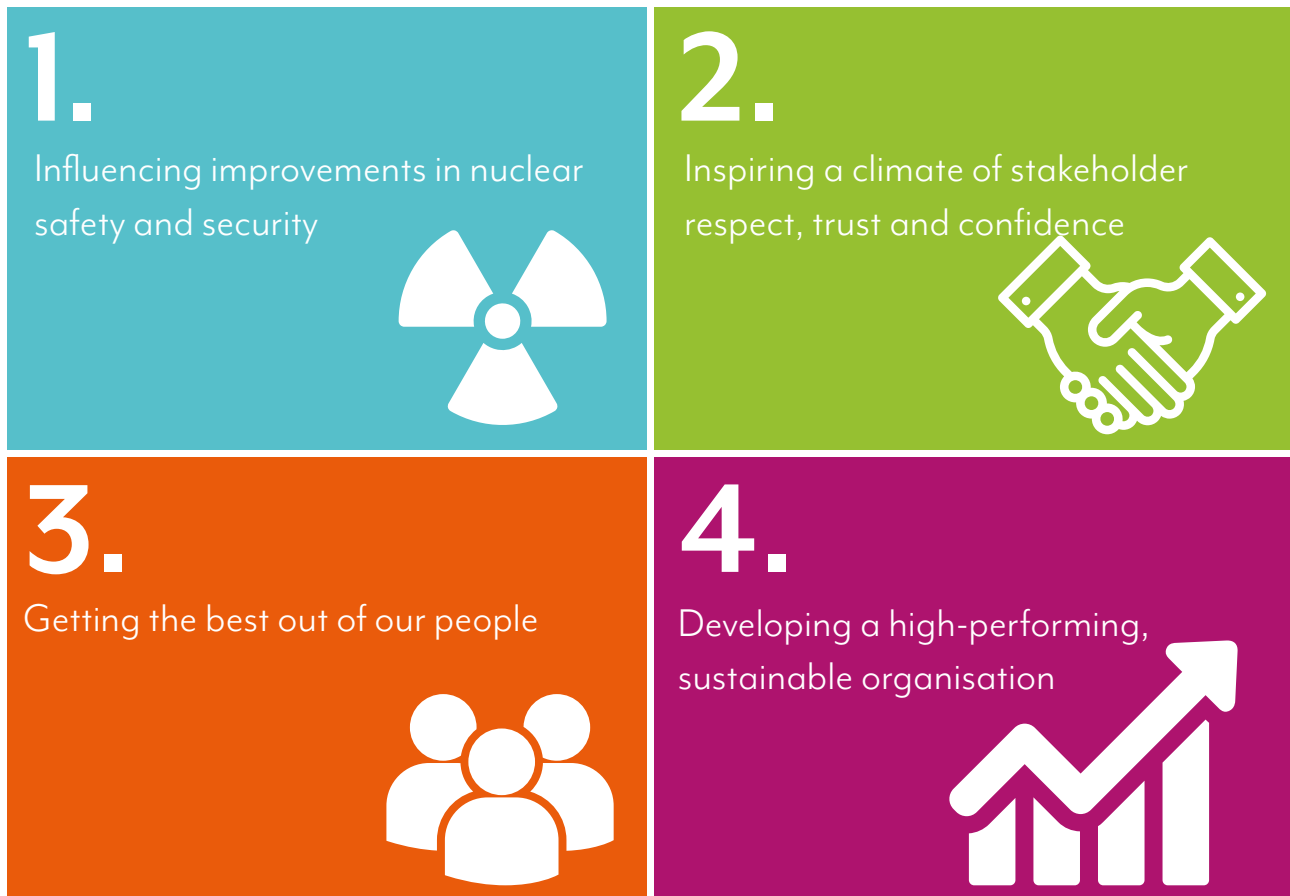 1.
Influencing improvements in nuclear
safety and security
2.
Inspiring a climate of stakeholder
respect, trust and confidence
3.
Getting the best out of our people
4.
Developing a high-performing,
sustainable organisation